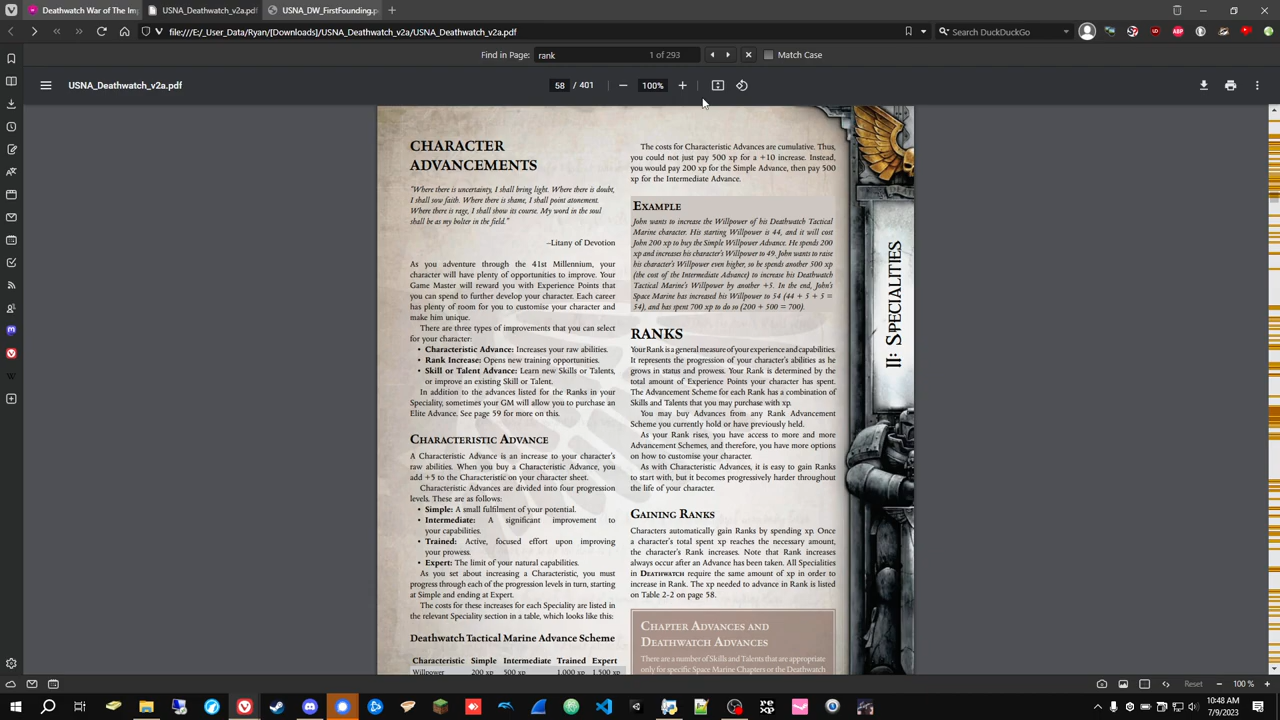 Deathwatch War of The Im
USNA_Deathwatch_v2a.pdf
USNA_DW_FirstFounding.p
file:///E/_User_Data/Ryan/[Downloads]/USNA_Deathwatch_v2a/USNA_Deathwatch_v2a.pdf
Search DuckDuckGo
Find in Page: rank 1 of 293 Match Case
USNA_Deathwatch_v2a.pdf
58 / 401 100%
CHARACTER
ADVANCEMENTS
"Where there is uncertainty, I shall bring light. Where there is doubt,
I shall sow faith. Where there is shame, I shall point atonement.
Where there is rage, I shall show its course. My word in the soul
shall be as my bolter in the field."
–Litany of Devotion
As you adventure through the 41st Millennium, your
character will have plenty of opportunities to improve. Your
Game Master will reward you with Experience Points that
you can spend to further develop your character. Each career
has plenty of room for you to customise your character and
make him unique.
There are three types of improvements that you can select
for your character:
• Characteristic Advance: Increases your raw abilities.
• Rank Increase: Opens new training opportunities.
• Skill or Talent Advance: Learn new Skills or Talents,
or improve an existing Skill or Talent.
In addition to the advances listed for the Ranks in your
Speciality, sometimes your GM will allow you to purchase an
Elite Advance. See page 59 for more on this.
CHARACTERISTIC ADVANCE
A Characteristic Advance is an increase to your character's
raw abilities. When you buy a Characteristic Advance, you
add +5 to the Characteristic on your character sheet.
Characteristic Advances are divided into four progression
levels. These are as follows:
• Simple: A small fulfilment of your potential.
• Intermediate: A significant improvement to
your capabilities.
• Trained: Active, focused effort upon improving
your prowess.
• Expert: The limit of your natural capabilities.
As you set about increasing a Characteristic, you must
progress through each of the progression levels in turn, starting
at Simple and ending at Expert.
The costs for these increases for each Speciality are listed in
the relevant Speciality section in a table, which looks like this:
Deathwatch Tactical Marine Advance Scheme
Characteristic Simple Intermediate Trained Expert
Willpower 200 xp 500 xp 1,000 xp 1,500 xp
The costs for Characteristic Advances are cumulative. Thus,
you could not just pay 500 xp for a +10 increase. Instead,
you would pay 200 xp for the Simple Advance, then pay 500
xp for the Intermediate Advance.
EXAMPLE
John wants to increase the Willpower of his Deathwatch Tactical
Marine character. His starting Willpower is 44, and it will cost
John 200 xp to buy the Simple Willpower Advance. He spends 200
xp and increases his character's Willpower to 49. John wants to raise
his character's Willpower even higher, so he spends another 500 xp
(the cost of the Intermediate Advance) to increase his Deathwatch
Tactical Marine's Willpower by another +5. In the end, John's
Space Marine has increased his Willpower to 54 (44 + 5 + 5 =
54), and has spent 700 xp to do so (200 + 500 = 700).
RANKS
Your Rank is a general measure of your experience and capabilities.
It represents the progression of your character's abilities as he
grows in status and prowess. Your Rank is determined by the
total amount of Experience Points your character has spent.
The Advancement Scheme for each Rank has a combination of
Skills and Talents that you may purchase with xp.
You may buy Advances from any Rank Advancement
Scheme you currently hold or have previously held.
As your Rank rises, you have access to more and more
Advancement Schemes, and therefore, you have more options
on how to customise your character.
As with Characteristic Advances, it is easy to gain Ranks
to start with, but it becomes progressively harder throughout
the life of your character.
GAINING RANKS
Characters automatically gain Ranks by spending xp. Once
a character's total spent xp reaches the necessary amount,
the character's Rank increases. Note that Rank increases
always occur after an Advance has been taken. All Specialities
in DEATHWATCH require the same amount of xp in order to
increase in Rank. The xp needed to advance in Rank is listed
on Table 2-2 on page 58.
CHAPTER ADVANCES AND
DEATHWATCH ADVANCES
There are a number of Skills and Talents that are appropriate
only for specific Space Marine Chapters or the Deathwatch
II: SPECIALITIES
Reset 100 %
10:48 AM
7/9/2023